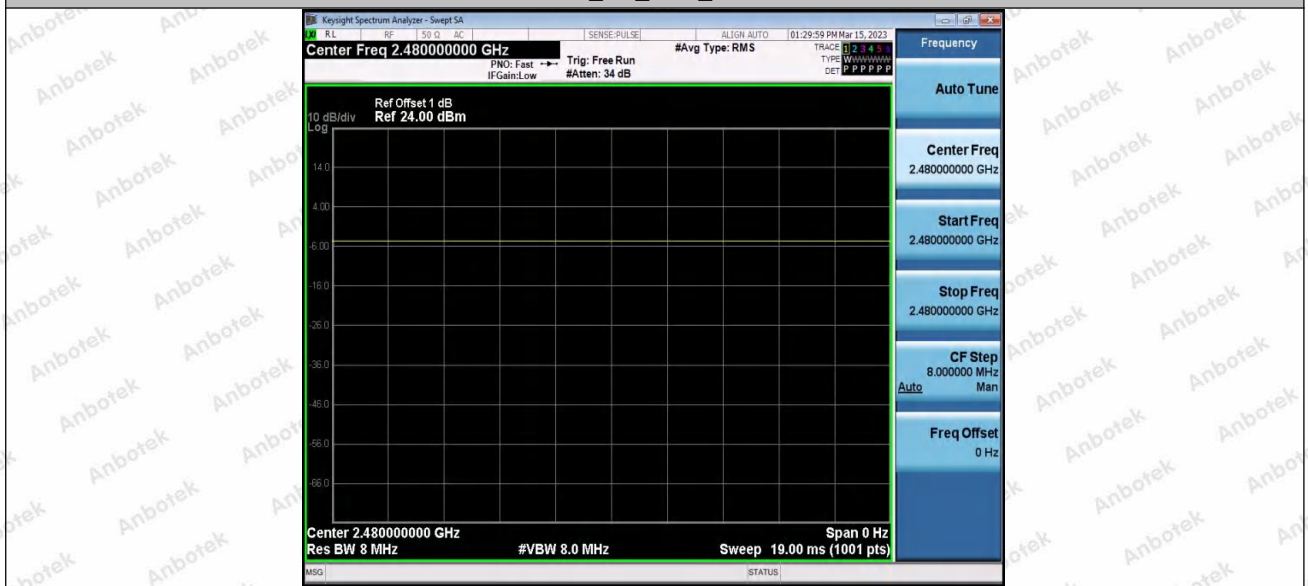 Keysight Spectrum Analyzer - Swept SA
LXI RL RF 50 Ω AC SENSE:PULSE ALIGN AUTO 01:29:59 PM Mar 15, 2023
Center Freq 2.480000000 GHz #Avg Type: RMS TRACE 1 2 3 4 5 6
PNO: Fast Trig: Free Run TYPE WWWWWW
IFGain:Low #Atten: 34 dB DET P P P P P P
Ref Offset 1 dB
10 dB/div Ref 24.00 dBm
Log
14.0
4.00
-6.00
-16.0
-26.0
-36.0
-46.0
-56.0
-66.0
Center 2.480000000 GHz Span 0 Hz
Res BW 8 MHz #VBW 8.0 MHz Sweep 19.00 ms (1001 pts)
MSG STATUS
Frequency
Auto Tune
Center Freq
2.480000000 GHz
Start Freq
2.480000000 GHz
Stop Freq
2.480000000 GHz
CF Step
8.000000 MHz
Auto Man
Freq Offset
0 Hz
Anbotek